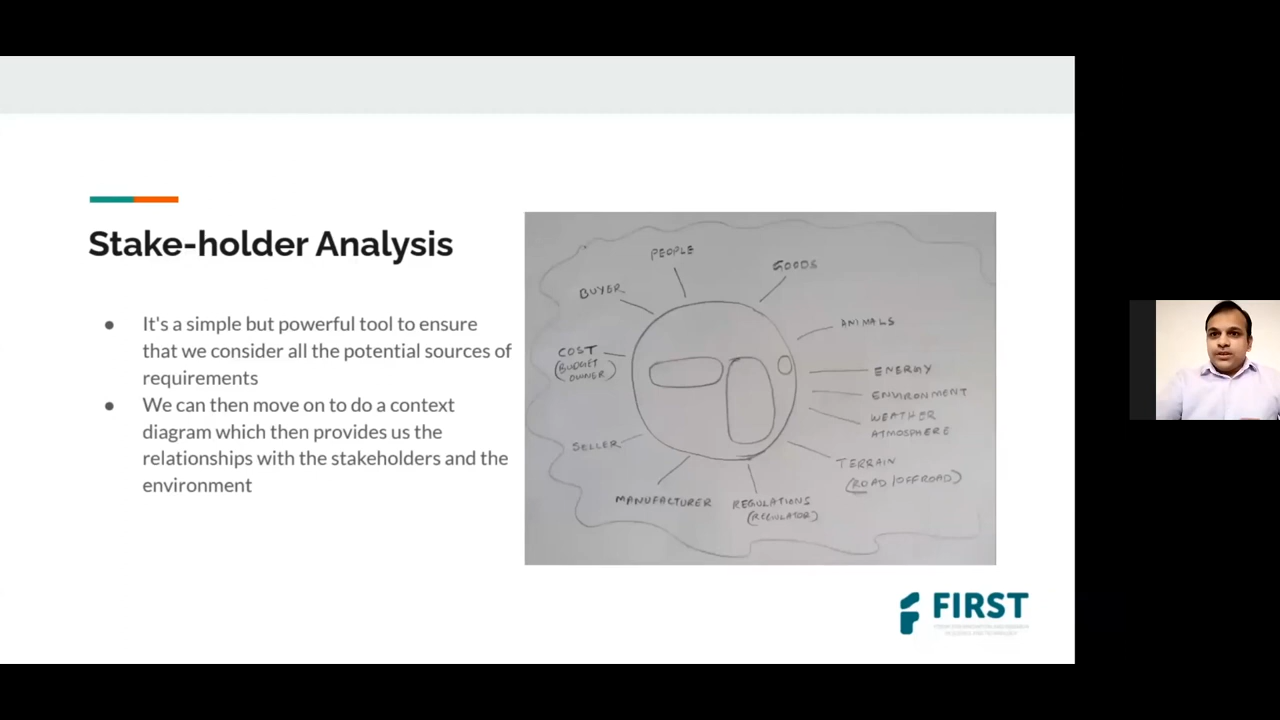 Stake-holder Analysis
● It's a simple but powerful tool to ensure
that we consider all the potential sources of
requirements
● We can then move on to do a context
diagram which then provides us the
relationships with the stakeholders and the
environment
PEOPLE
GOODS
BUYER
ANIMALS
COST
(BUDGET
OWNER)
ENERGY
ENVIRONMENT
WEATHER
ATMOSPHERE
SELLER
TERRAIN
(ROAD/OFFROAD)
MANUFACTURER
REGULATIONS
(REGULATOR)
FIRST